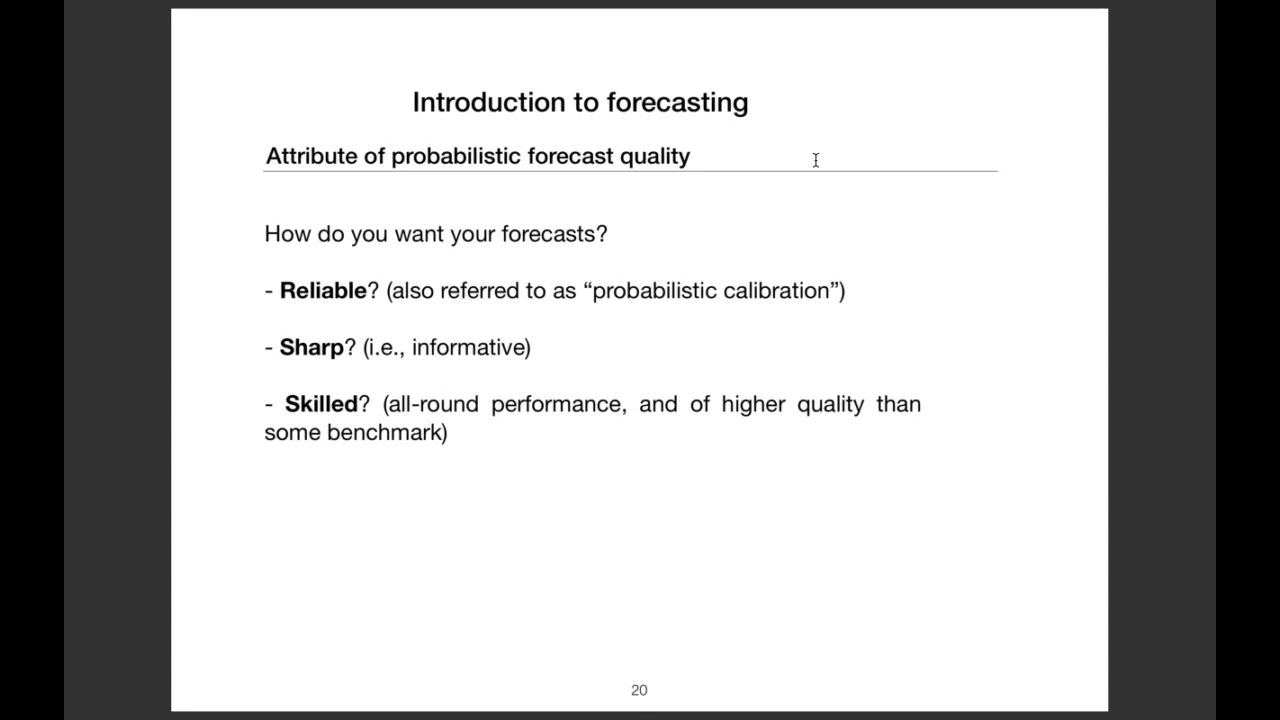 Introduction to forecasting
Attribute of probabilistic forecast quality
How do you want your forecasts?
- Reliable? (also referred to as “probabilistic calibration”)
- Sharp? (i.e., informative)
- Skilled? (all-round performance, and of higher quality than
some benchmark)
20